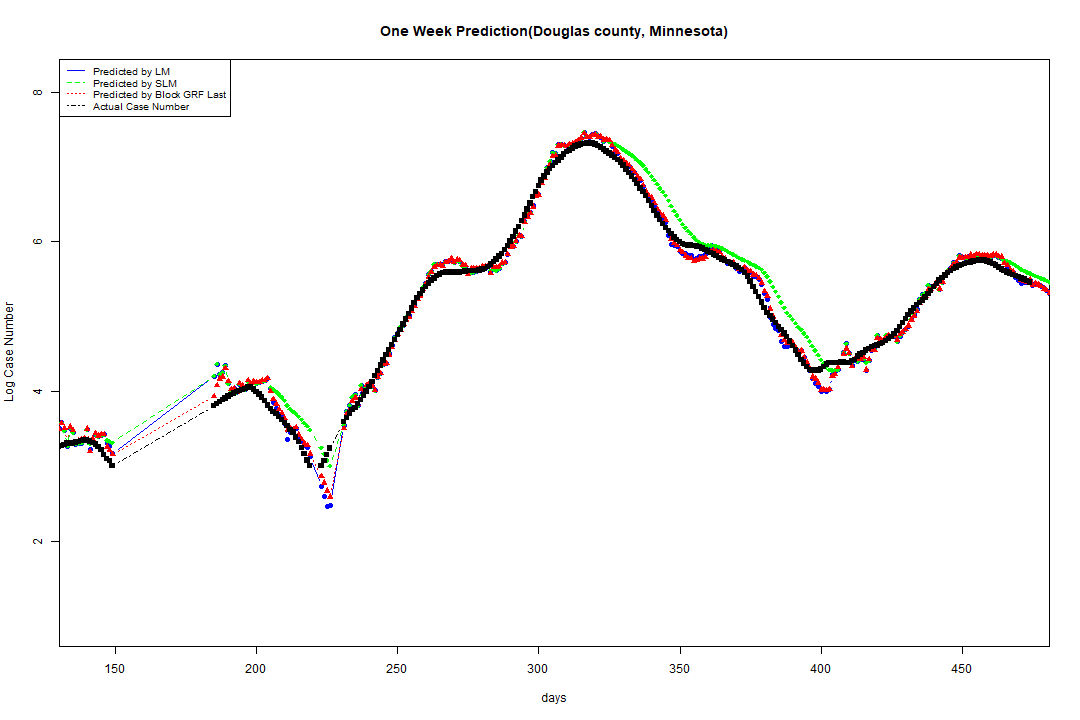 One Week Prediction(Douglas county, Minnesota)
Predicted by LM
Predicted by SLM
Predicted by Block GRF Last
Actual Case Number
8
6
4
2
Log Case Number
150 200 250 300 350 400 450
days